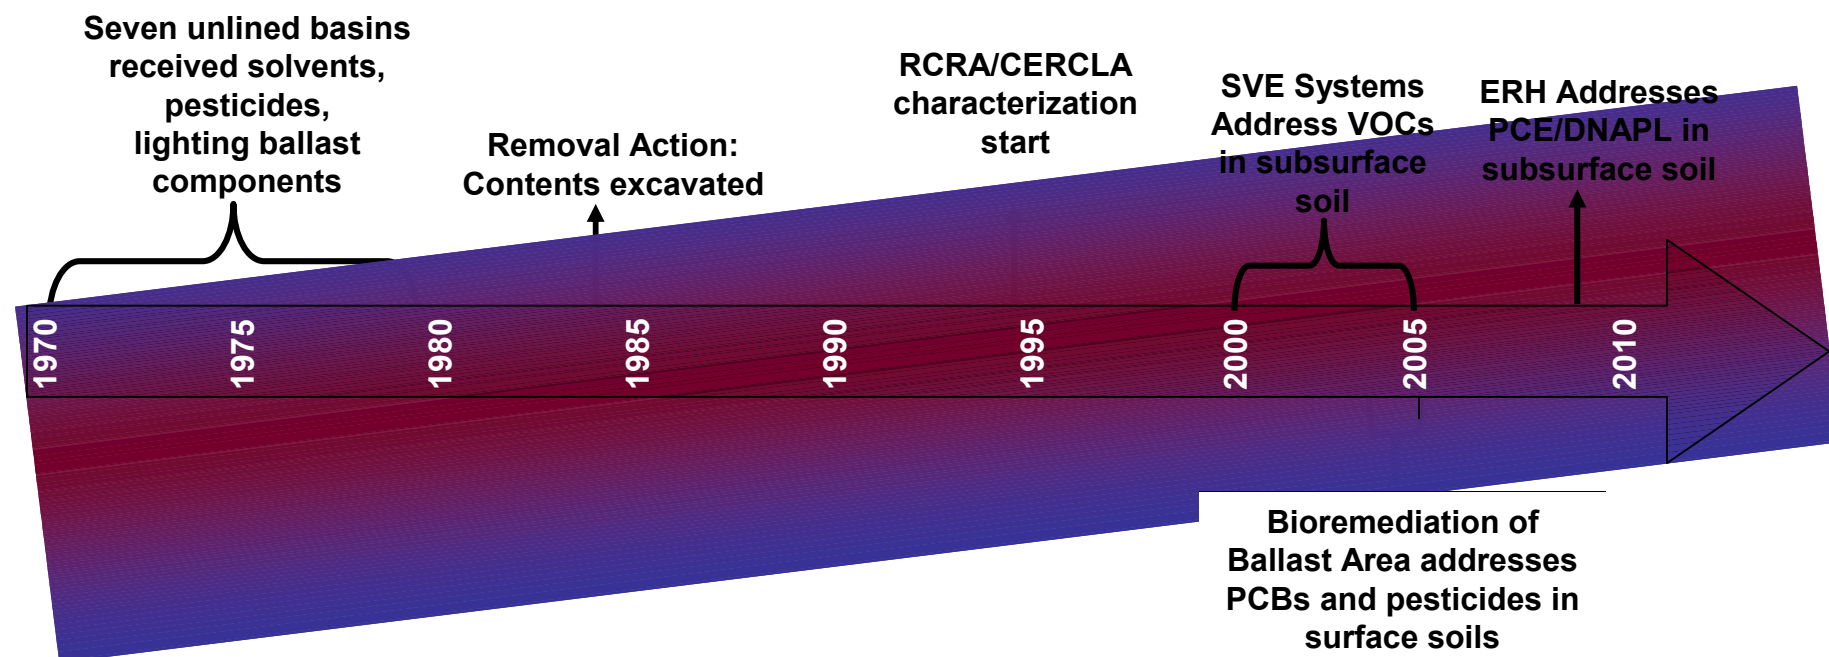 Seven unlined basins
received solvents,
pesticides,
lighting ballast
components
Removal Action:
Contents excavated
RCRA/CERCLA
characterization
start
SVE Systems
Address VOCs
in subsurface
soil
ERH Addresses
PCE/DNAPL in
subsurface soil
1970
1975
1980
1985
1990
1995
2000
2005
2010
Bioremediation of
Ballast Area addresses
PCBs and pesticides in
surface soils